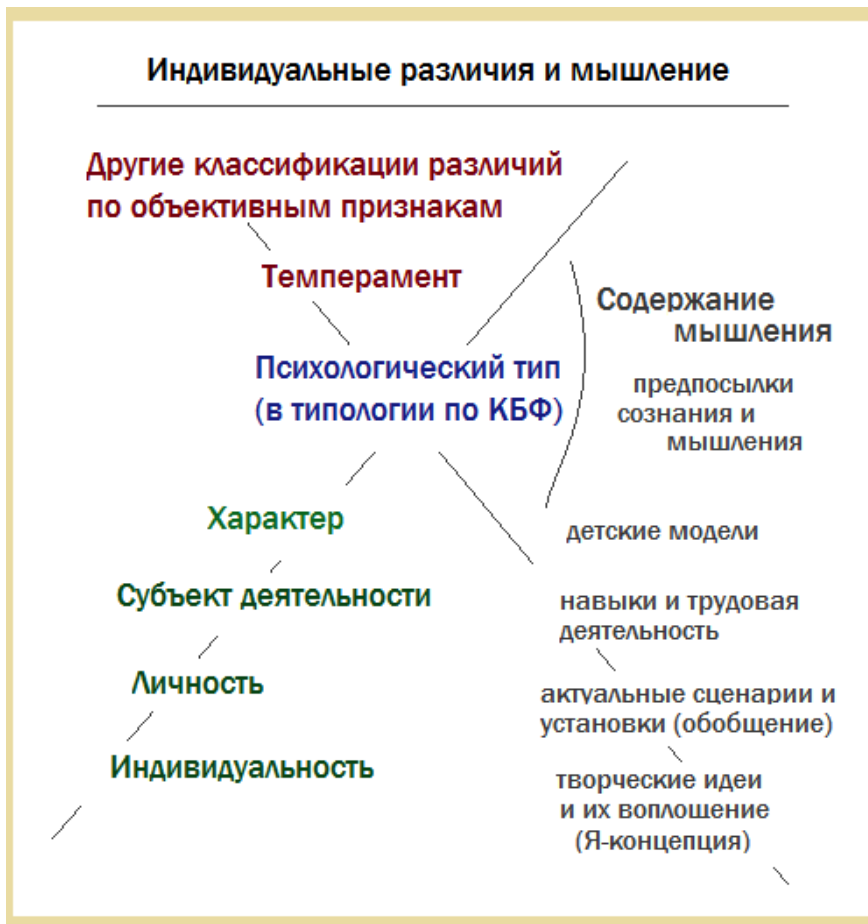 Индивидуальные различия и мышление
Другие классификации различий
по объективным признакам
Темперамент
Психологический тип
(в типологии по КБФ)
Характер
Субъект деятельности
Личность
Индивидуальность
Содержание
мышления
предпосылки
сознания и
мышления
детские модели
навыки и трудовая
деятельность
актуальные сценарии и
установки (обобщение)
творческие идеи
и их воплощение
(Я-концепция)